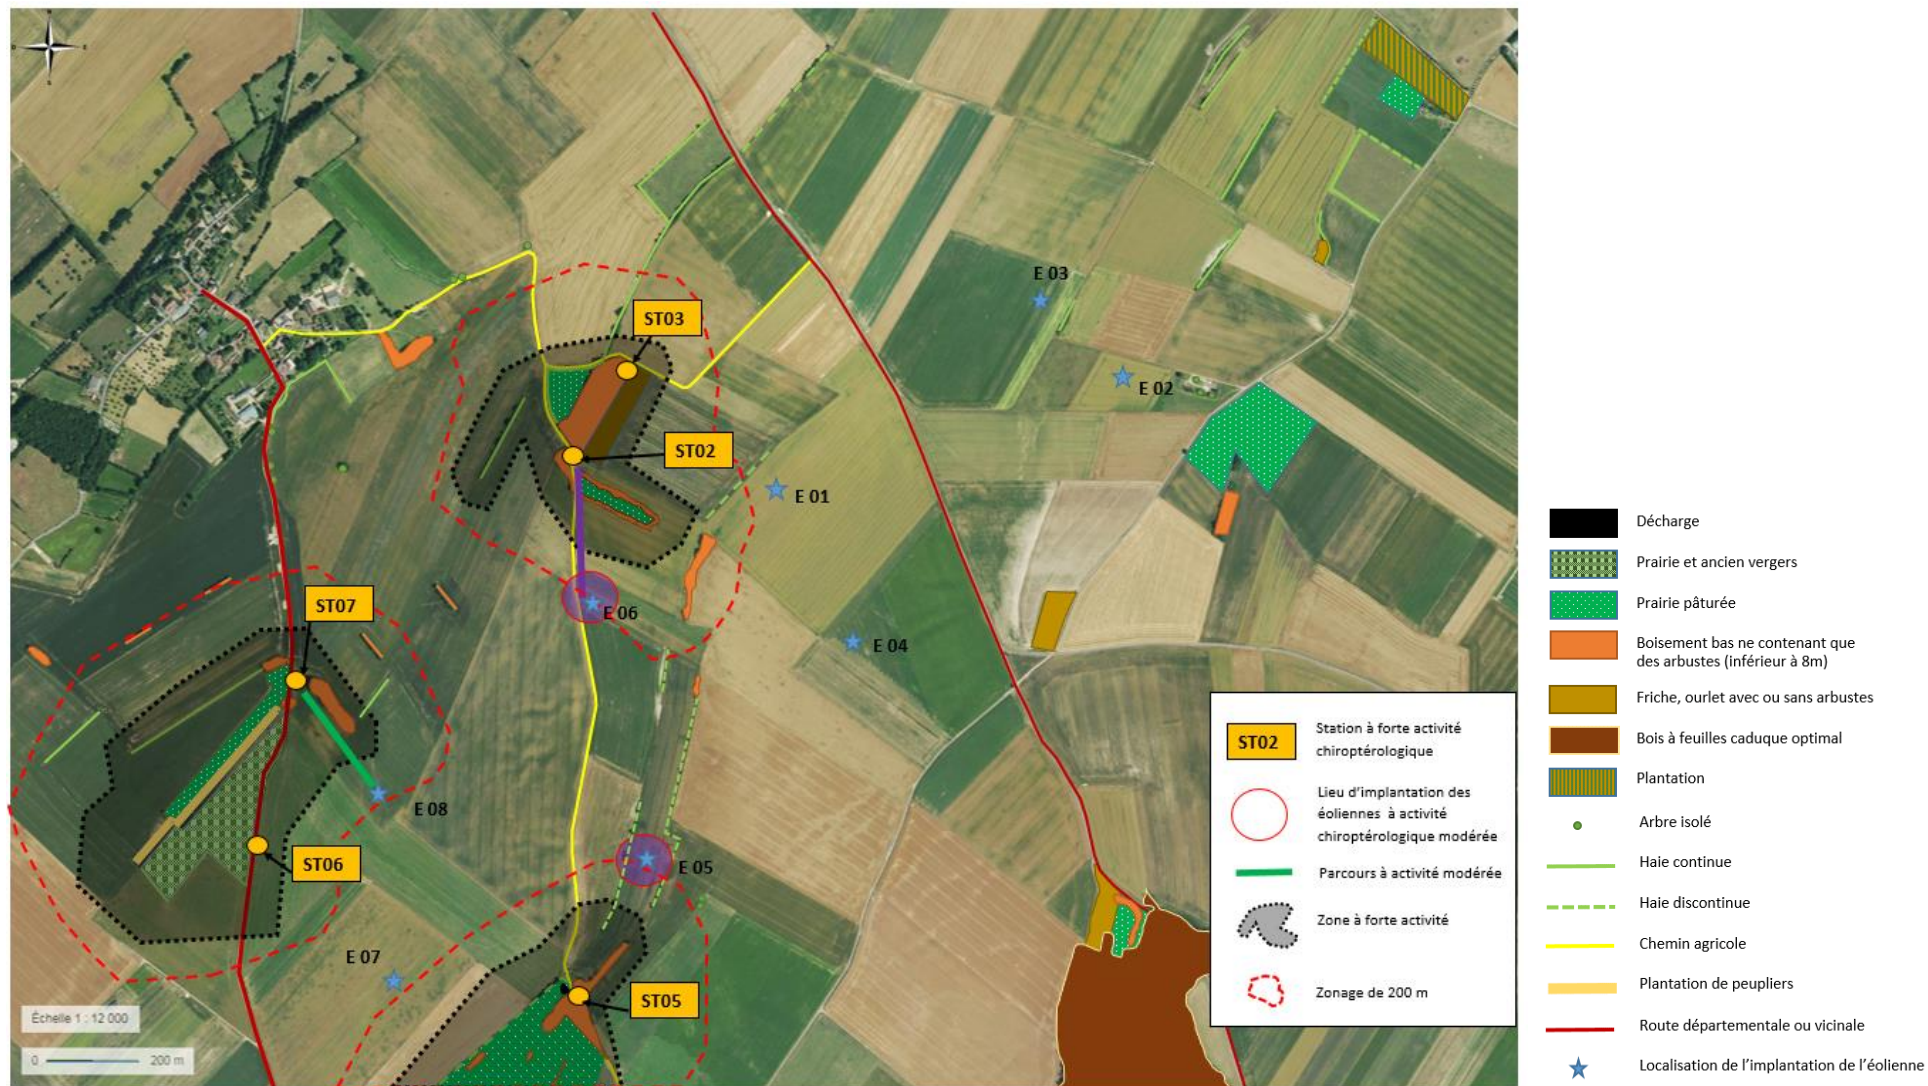 E 03
ST03
E 02
ST02
E 01
ST07
E 06
E 04
E 08
ST06
E 05
E 07
ST05
Échelle 1 : 12 000
0 200 m
ST02
Station à forte activité
chiroptérologique
Lieu d'implantation des
éoliennes à activité
chiroptérologique modérée
Parcours à activité modérée
Zone à forte activité
Zonage de 200 m
Décharge
Prairie et ancien vergers
Prairie pâturée
Boisement bas ne contenant que
des arbustes (inférieur à 8m)
Friche, ourlet avec ou sans arbustes
Bois à feuilles caduque optimal
Plantation
Arbre isolé
Haie continue
Haie discontinue
Chemin agricole
Plantation de peupliers
Route départementale ou vicinale
Localisation de l'implantation de l'éolienne